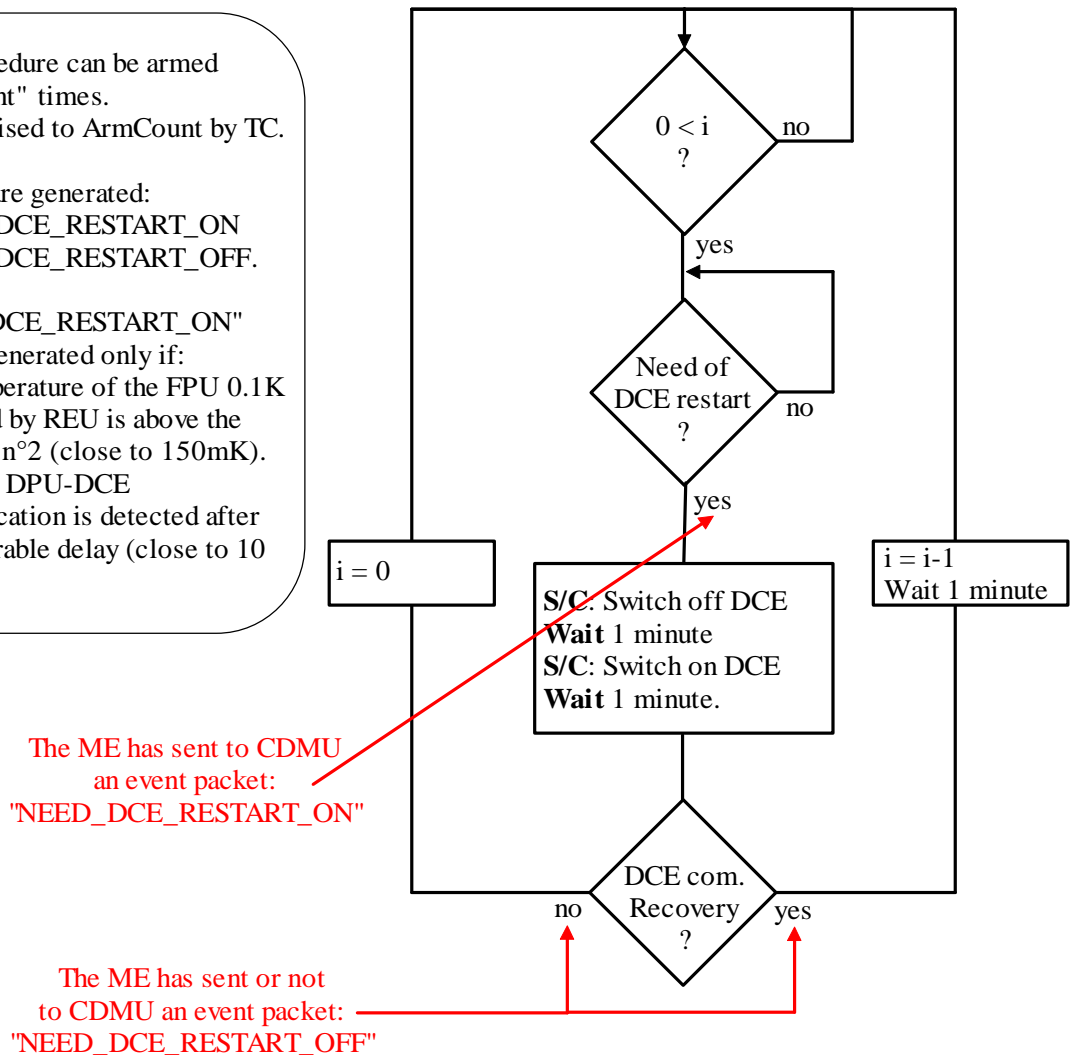 edure can be armed
nt" times.
ised to ArmCount by TC.
re generated:
DCE_RESTART_ON
DCE_RESTART_OFF.
DCE_RESTART_ON"
enerated only if:
perature of the FPU 0.1K
d by REU is above the
n°2 (close to 150mK).
DPU-DCE
cation is detected after
rable delay (close to 10
0 < i
?
no
yes
Need of
DCE restart
?
no
yes
i = 0
i = i-1
Wait 1 minute
S/C: Switch off DCE
Wait 1 minute
S/C: Switch on DCE
Wait 1 minute.
The ME has sent to CDMU
an event packet:
"NEED_DCE_RESTART_ON"
DCE com.
Recovery
?
no
yes
The ME has sent or not
to CDMU an event packet:
"NEED_DCE_RESTART_OFF"